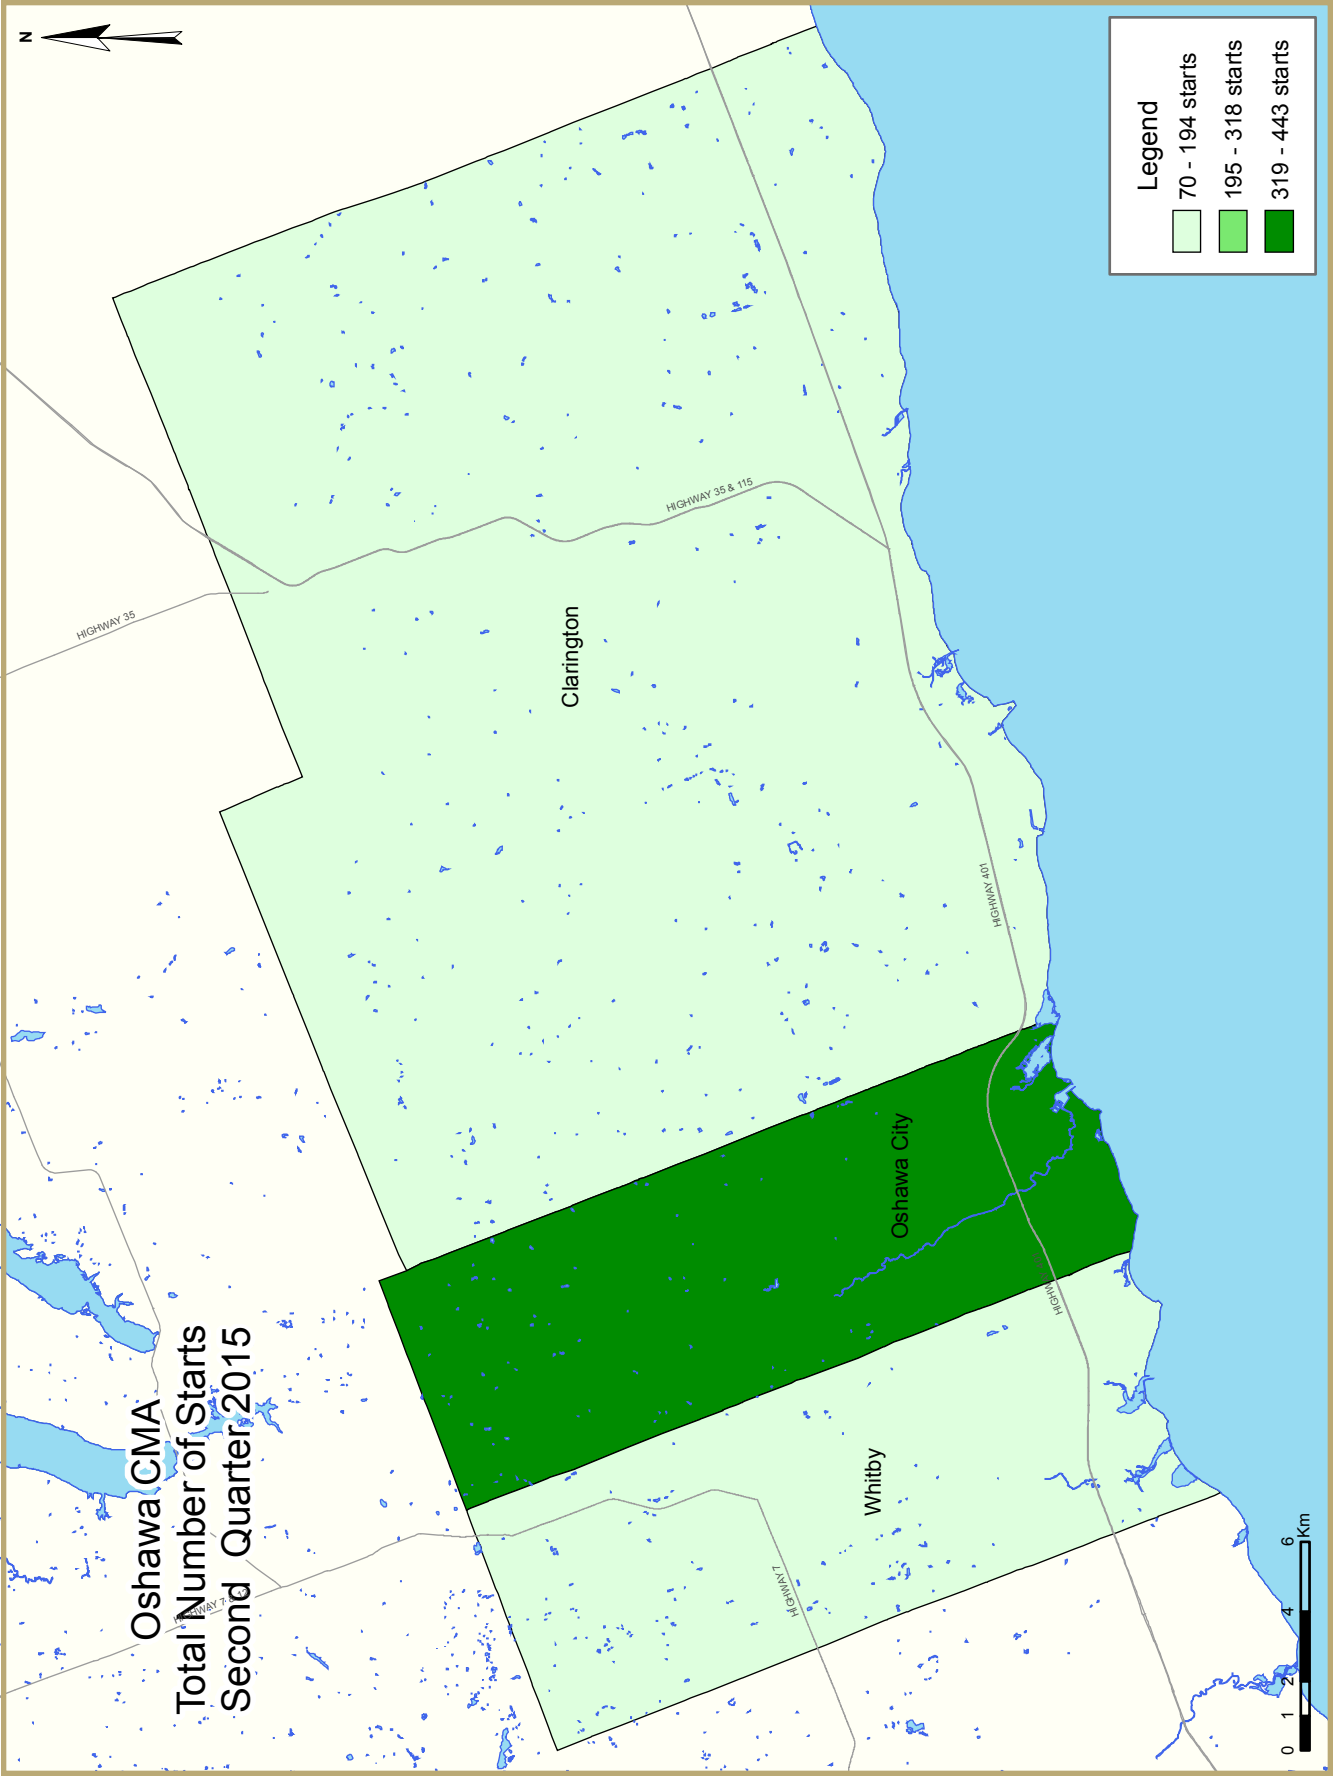 Oshawa CMA
Total Number of Starts
Second Quarter 2015
N
HIGHWAY 35
HIGHWAY 35 & 115
HIGHWAY 401
HIGHWAY 7
HIGHWAY 7
Clarington
Oshawa City
Whitby
Legend
70 - 194 starts
195 - 318 starts
319 - 443 starts
0 1 2 4 6
Km